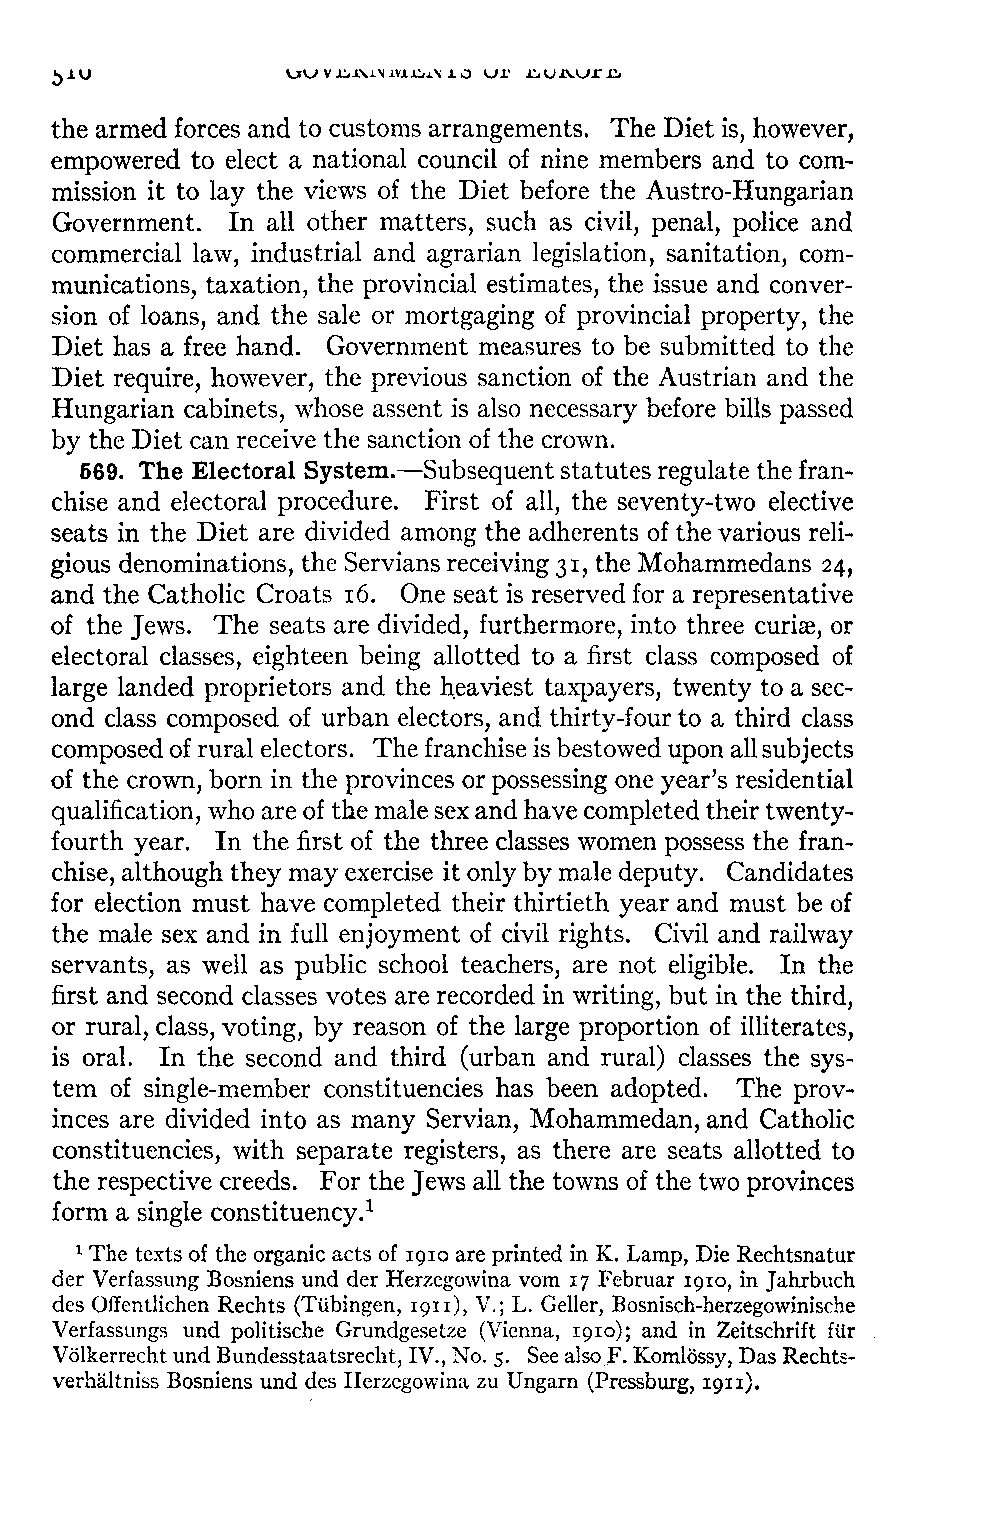 510 GOVERNMENTS OF EUROPE
the armed forces and to customs arrangements. The Diet is, however,
empowered to elect a national council of nine members and to com-
mission it to lay the views of the Diet before the Austro-Hungarian
Government. In all other matters, such as civil, penal, police and
commercial law, industrial and agrarian legislation, sanitation, com-
munications, taxation, the provincial estimates, the issue and conver-
sion of loans, and the sale or mortgaging of provincial property, the
Diet has a free hand. Government measures to be submitted to the
Diet require, however, the previous sanction of the Austrian and the
Hungarian cabinets, whose assent is also necessary before bills passed
by the Diet can receive the sanction of the crown.
569. The Electoral System.—Subsequent statutes regulate the fran-
chise and electoral procedure. First of all, the seventy-two elective
seats in the Diet are divided among the adherents of the various reli-
gious denominations, the Servians receiving 31, the Mohammedans 24,
and the Catholic Croats 16. One seat is reserved for a representative
of the Jews. The seats are divided, furthermore, into three curiæ, or
electoral classes, eighteen being allotted to a first class composed of
large landed proprietors and the heaviest taxpayers, twenty to a sec-
ond class composed of urban electors, and thirty-four to a third class
composed of rural electors. The franchise is bestowed upon all subjects
of the crown, born in the provinces or possessing one year's residential
qualification, who are of the male sex and have completed their twenty-
fourth year. In the first of the three classes women possess the fran-
chise, although they may exercise it only by male deputy. Candidates
for election must have completed their thirtieth year and must be of
the male sex and in full enjoyment of civil rights. Civil and railway
servants, as well as public school teachers, are not eligible. In the
first and second classes votes are recorded in writing, but in the third,
or rural, class, voting, by reason of the large proportion of illiterates,
is oral. In the second and third (urban and rural) classes the sys-
tem of single-member constituencies has been adopted. The prov-
inces are divided into as many Servian, Mohammedan, and Catholic
constituencies, with separate registers, as there are seats allotted to
the respective creeds. For the Jews all the towns of the two provinces
form a single constituency.¹
¹ The texts of the organic acts of 1910 are printed in K. Lamp, Die Rechtsnatur
der Verfassung Bosniens und der Herzegowina vom 17 Februar 1910, in Jahrbuch
des Offentlichen Rechts (Tübingen, 1911), V.; L. Geller, Bosnisch-herzegowinische
Verfassungs und politische Grundgesetze (Vienna, 1910); and in Zeitschrift für
Völkerrecht und Bundesstaatsrecht, IV., No. 5. See also F. Komlössy, Das Rechts-
verhältniss Bosniens und des Herzegowina zu Ungarn (Pressburg, 1911).